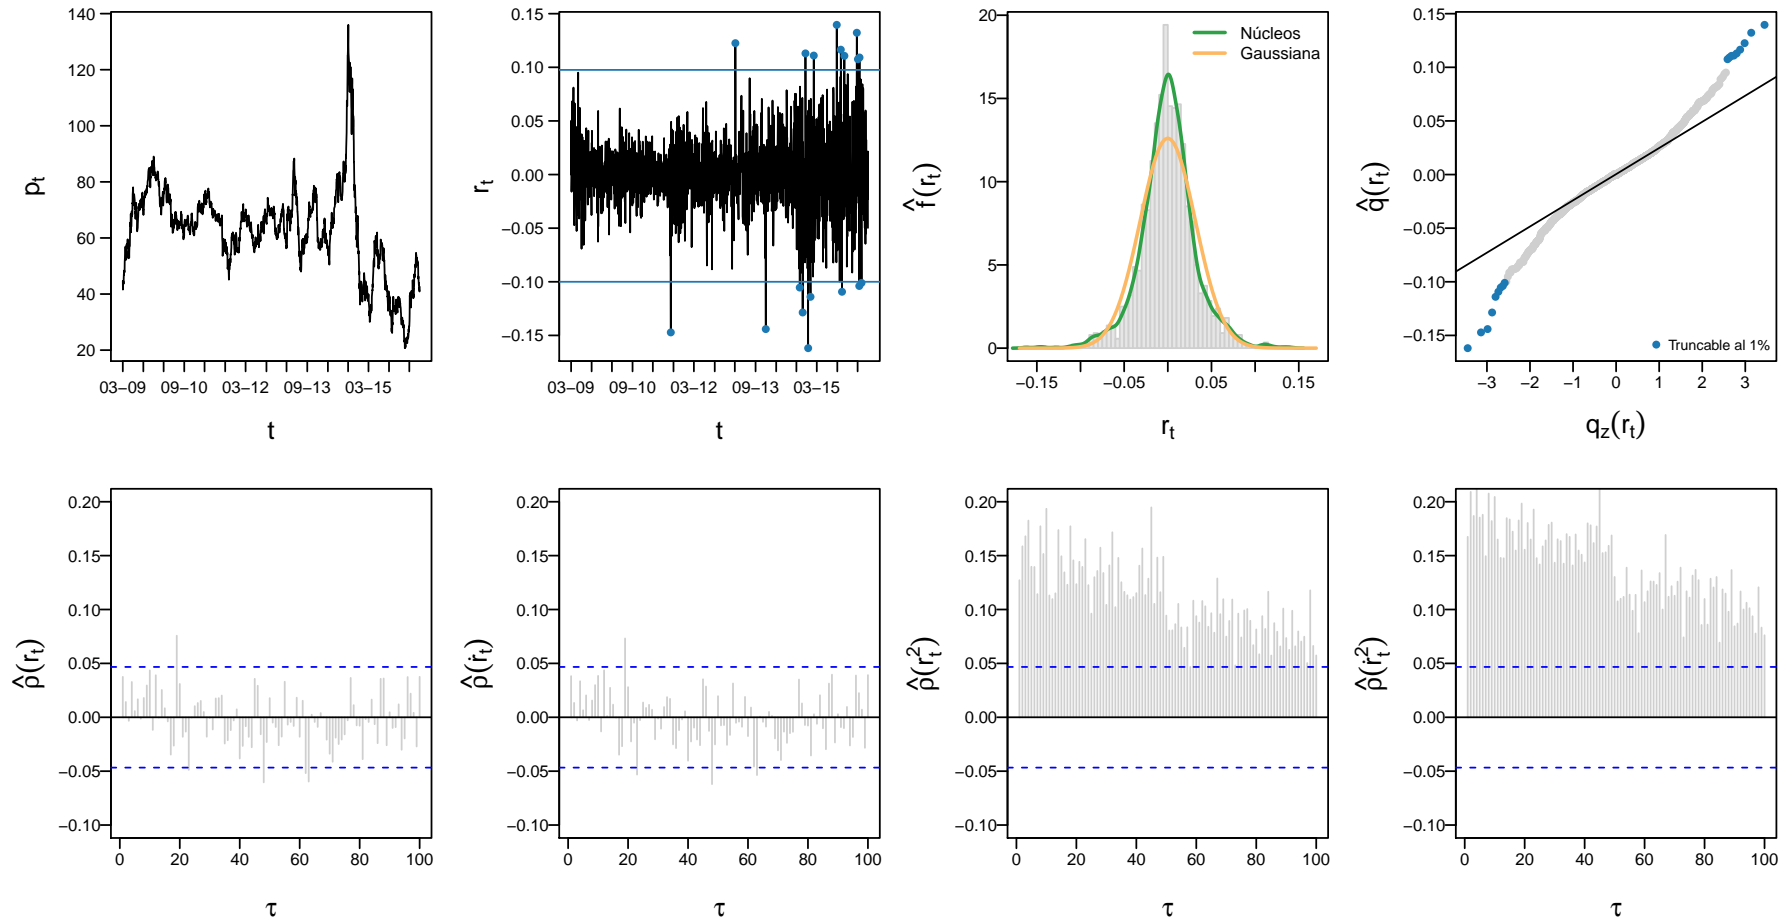 140
120
100
80
60
40
20
p_t
03–09 09–10 03–12 09–13 03–15
t
0.15
0.10
0.05
0.00
−0.05
−0.10
−0.15
r_t
03–09 09–10 03–12 09–13 03–15
t
20
15
10
5
0
f̂(r_t)
Núcleos
Gaussiana
−0.15 −0.05 0.05 0.15
r_t
0.15
0.10
0.05
0.00
−0.05
−0.10
−0.15
q̂(r_t)
Truncable al 1%
−3 −2 −1 0 1 2 3
q_z(r_t)
0.20
0.15
0.10
0.05
0.00
−0.05
−0.10
ρ̂(r_t)
0 20 40 60 80 100
τ
0.20
0.15
0.10
0.05
0.00
−0.05
−0.10
ρ̂(ṙ_t)
0 20 40 60 80 100
τ
0.20
0.15
0.10
0.05
0.00
−0.05
−0.10
ρ̂(r_t^2)
0 20 40 60 80 100
τ
0.20
0.15
0.10
0.05
0.00
−0.05
−0.10
ρ̂(ṙ_t^2)
0 20 40 60 80 100
τ